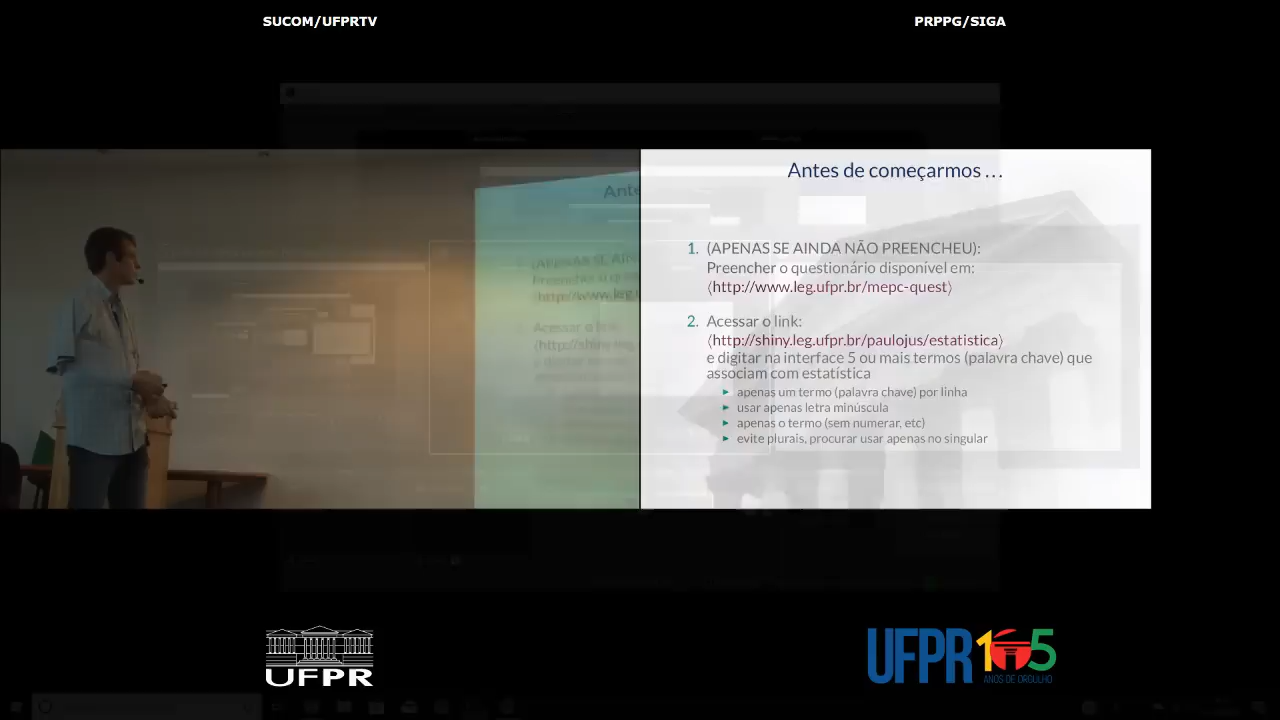 SUCOM/UFPRTV
PRPPG/SIGA
Antes de começarmos . . .
1. (APENAS SE AINDA NÃO PREENCHEU):
Preencher o questionário disponível em:
⟨http://www.leg.ufpr.br/mepc-quest⟩
2. Acessar o link:
⟨http://shiny.leg.ufpr.br/paulojus/estatistica⟩
e digitar na interface 5 ou mais termos (palavra chave) que
associam com estatística
► apenas um termo (palavra chave) por linha
► usar apenas letra minúscula
► apenas o termo (sem numerar, etc)
► evite plurais, procurar usar apenas no singular
Ante
UFPR
UFPR 105
ANOS DE ORGULHO